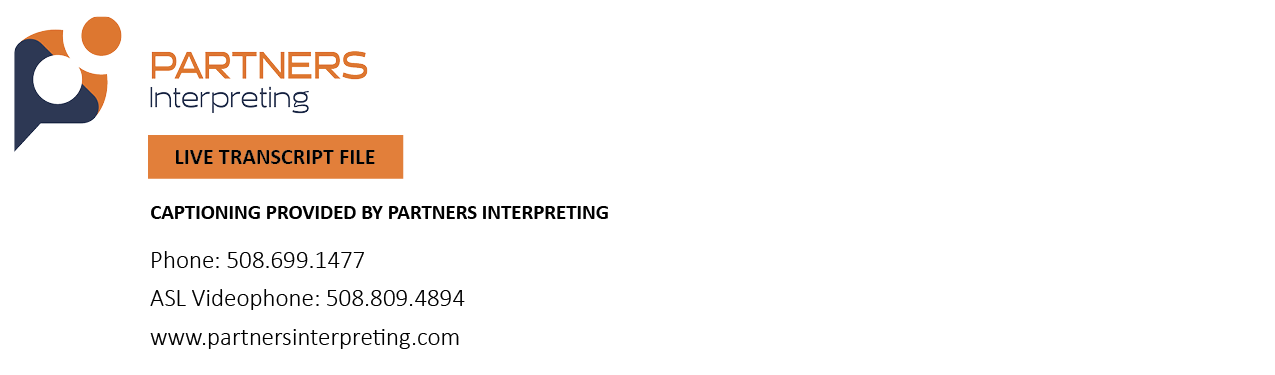 PARTNERS
Interpreting
LIVE TRANSCRIPT FILE
CAPTIONING PROVIDED BY PARTNERS INTERPRETING
Phone: 508.699.1477
ASL Videophone: 508.809.4894
www.partnersinterpreting.com